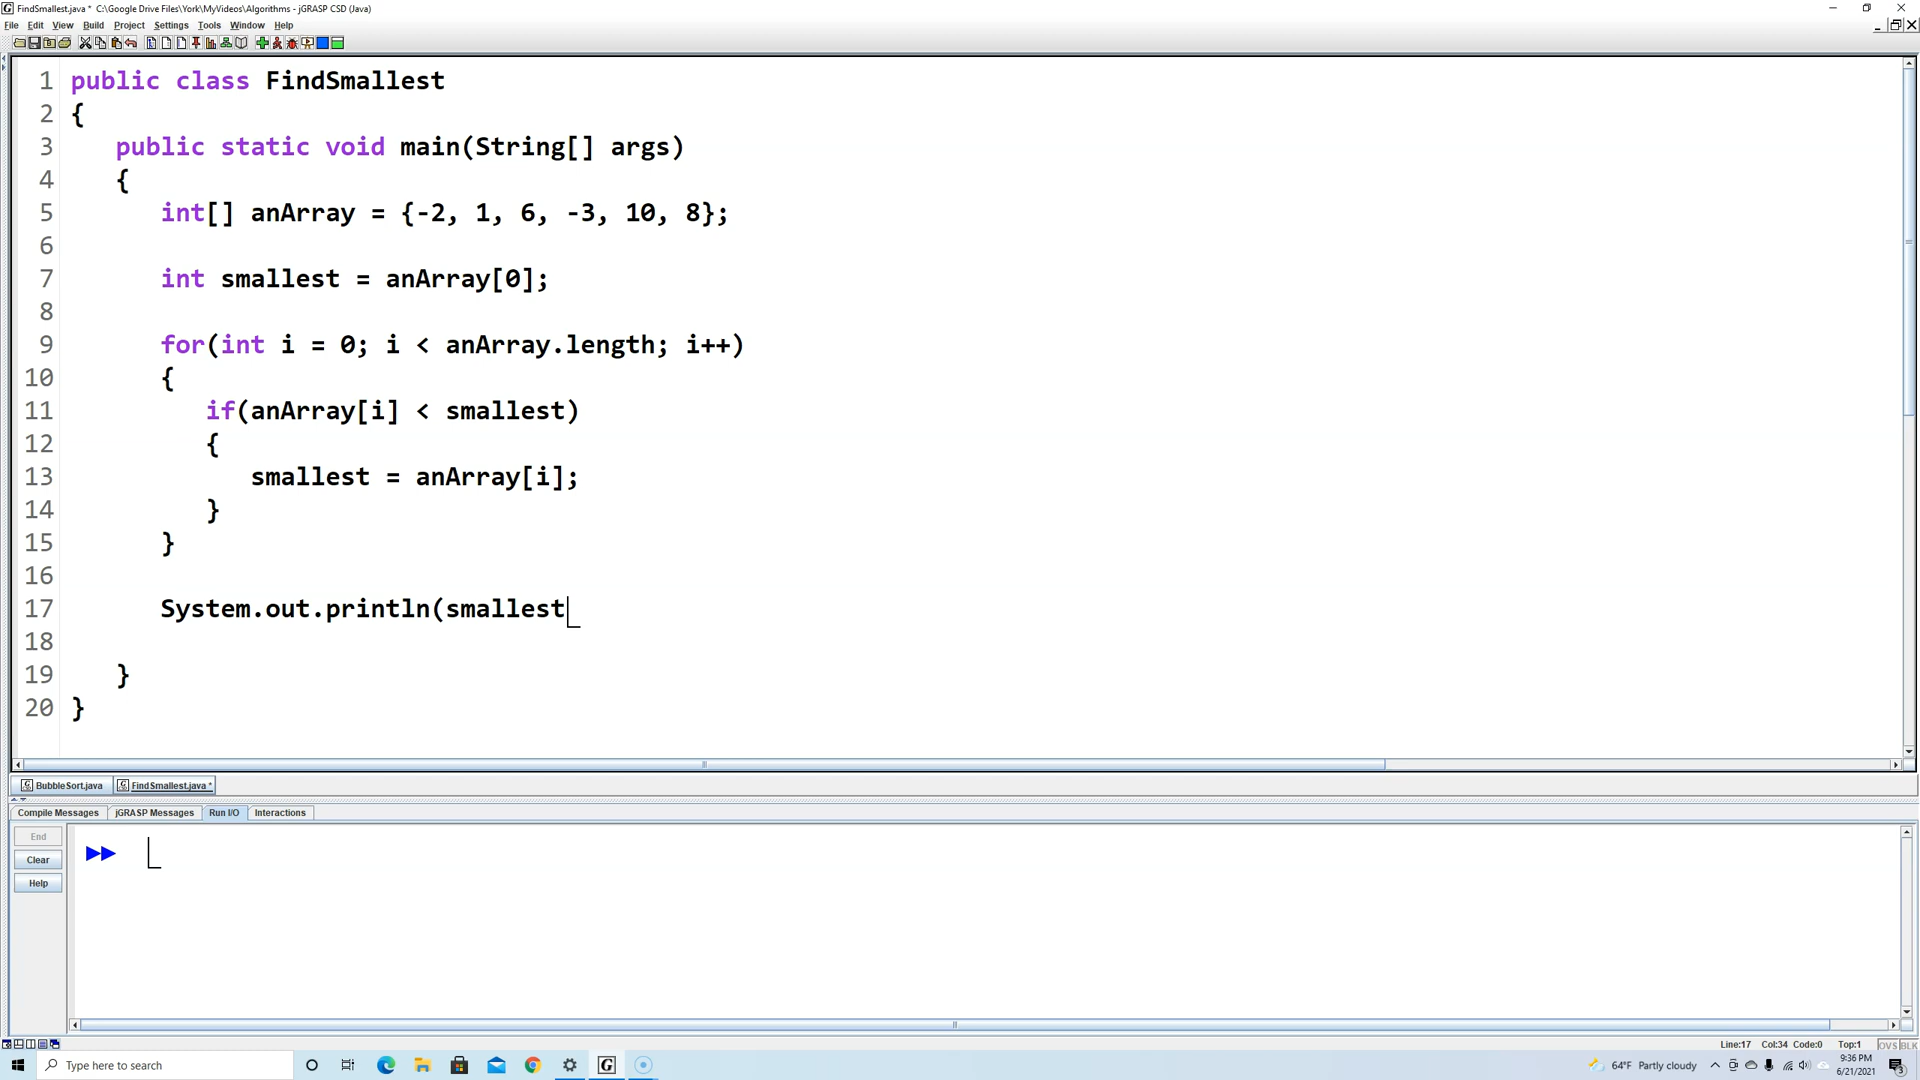 FindSmallest.java * C:\Google Drive Files\York\MyVideos\Algorithms - jGRASP CSD (Java)
File Edit View Build Project Settings Tools Window Help
1 public class FindSmallest
2 {
3 public static void main(String[] args)
4 {
5 int[] anArray = {-2, 1, 6, -3, 10, 8};
6
7 int smallest = anArray[0];
8
9 for(int i = 0; i < anArray.length; i++)
10 {
11 if(anArray[i] < smallest)
12 {
13 smallest = anArray[i];
14 }
15 }
16
17 System.out.println(smallest
18
19 }
20 }
BubbleSort.java FindSmallest.java *
Compile Messages jGRASP Messages Run I/O Interactions
End
Clear
Help
Line:17 Col:34 Code:0 Top:1 OVS BLK
Type here to search
64°F Partly cloudy
9:36 PM
6/21/2021
3